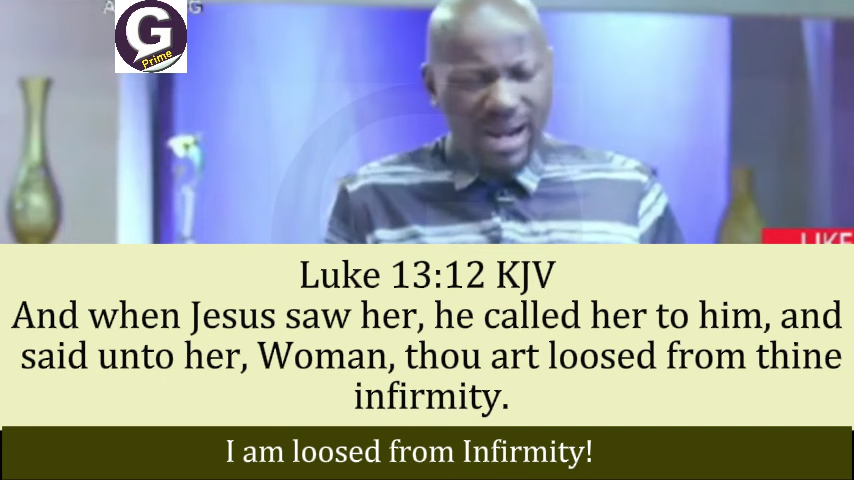 G
Prime
LIKE
Luke 13:12 KJV
And when Jesus saw her, he called her to him, and
said unto her, Woman, thou art loosed from thine
infirmity.
I am loosed from Infirmity!